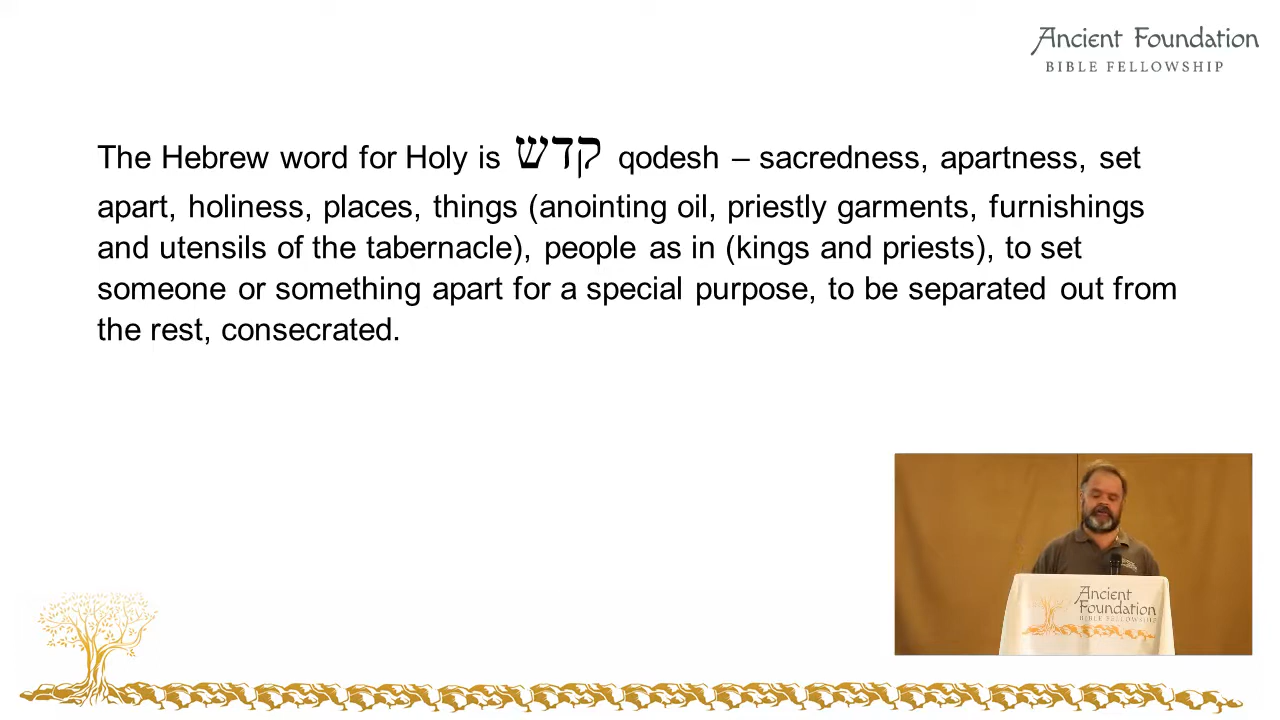 Ancient Foundation
BIBLE FELLOWSHIP
The Hebrew word for Holy is קדש qodesh – sacredness, apartness, set
apart, holiness, places, things (anointing oil, priestly garments, furnishings
and utensils of the tabernacle), people as in (kings and priests), to set
someone or something apart for a special purpose, to be separated out from
the rest, consecrated.
Ancient
Foundation
BIBLE FELLOWSHIP